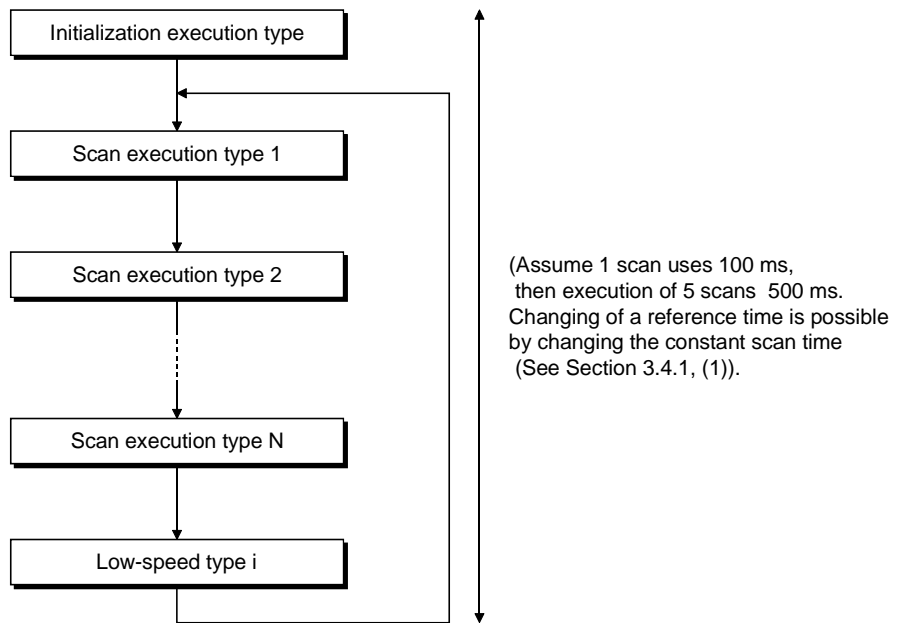 Initialization execution type
Scan execution type 1
Scan execution type 2
(Assume 1 scan uses 100 ms,
then execution of 5 scans 500 ms.
Changing of a reference time is possible
by changing the constant scan time
(See Section 3.4.1, (1)).
Scan execution type N
Low-speed type i